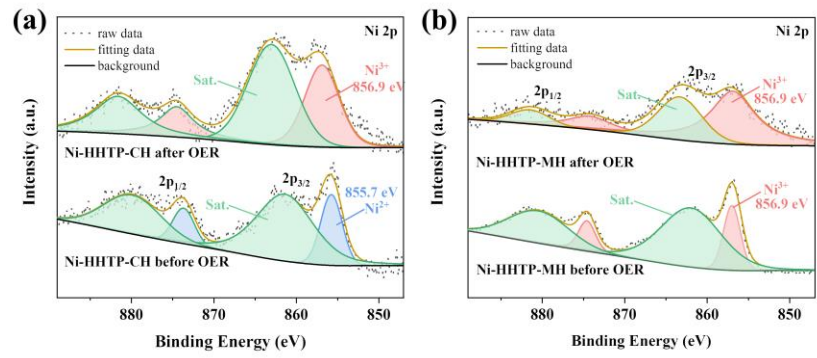 (a)
raw data
fitting data
background
Ni 2p
Sat.
Ni³⁺
856.9 eV
Ni-HHTP-CH after OER
2p₁/₂
Sat.
2p₃/₂
855.7 eV
Ni²⁺
Ni-HHTP-CH before OER
Intensity (a.u.)
880 870 860 850
Binding Energy (eV)
(b)
raw data
fitting data
background
Ni 2p
2p₁/₂
2p₃/₂
Sat.
Ni³⁺
856.9 eV
Ni-HHTP-MH after OER
Sat.
Ni³⁺
856.9 eV
Ni-HHTP-MH before OER
Intensity (a.u.)
880 870 860 850
Binding Energy (eV)